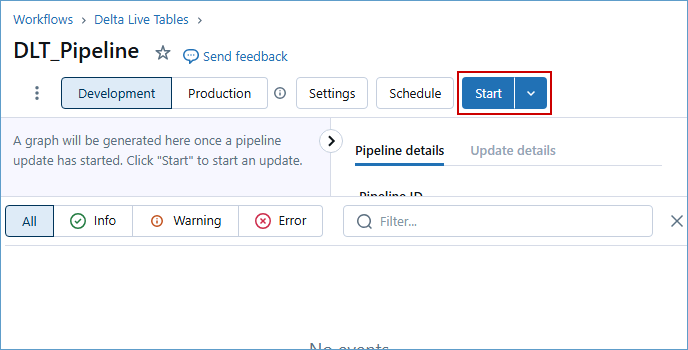 Workflows > Delta Live Tables >
DLT_Pipeline Send feedback
Development Production Settings Schedule Start
A graph will be generated here once a pipeline
update has started. Click "Start" to start an update.
Pipeline details Update details
Pipeline ID
All Info Warning Error Filter...
No events